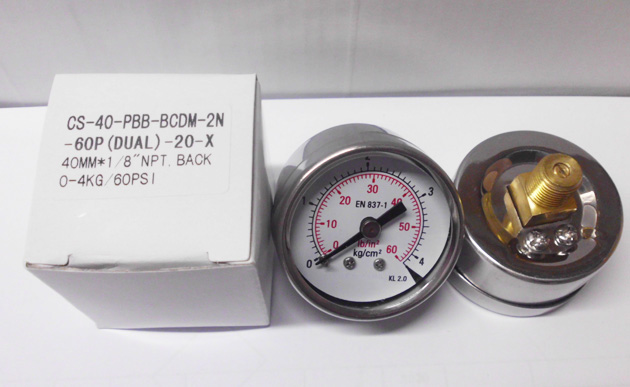 CS-40-PBB-BCDM-2N
-60P(DUAL)-20-X
40MM*1/8"NPT. BACK
0-4KG/60PSI
1
3
30
20
40
EN 837-1
10
50
0
lb/in²
60
0
kg/cm²
4
KL 2.0